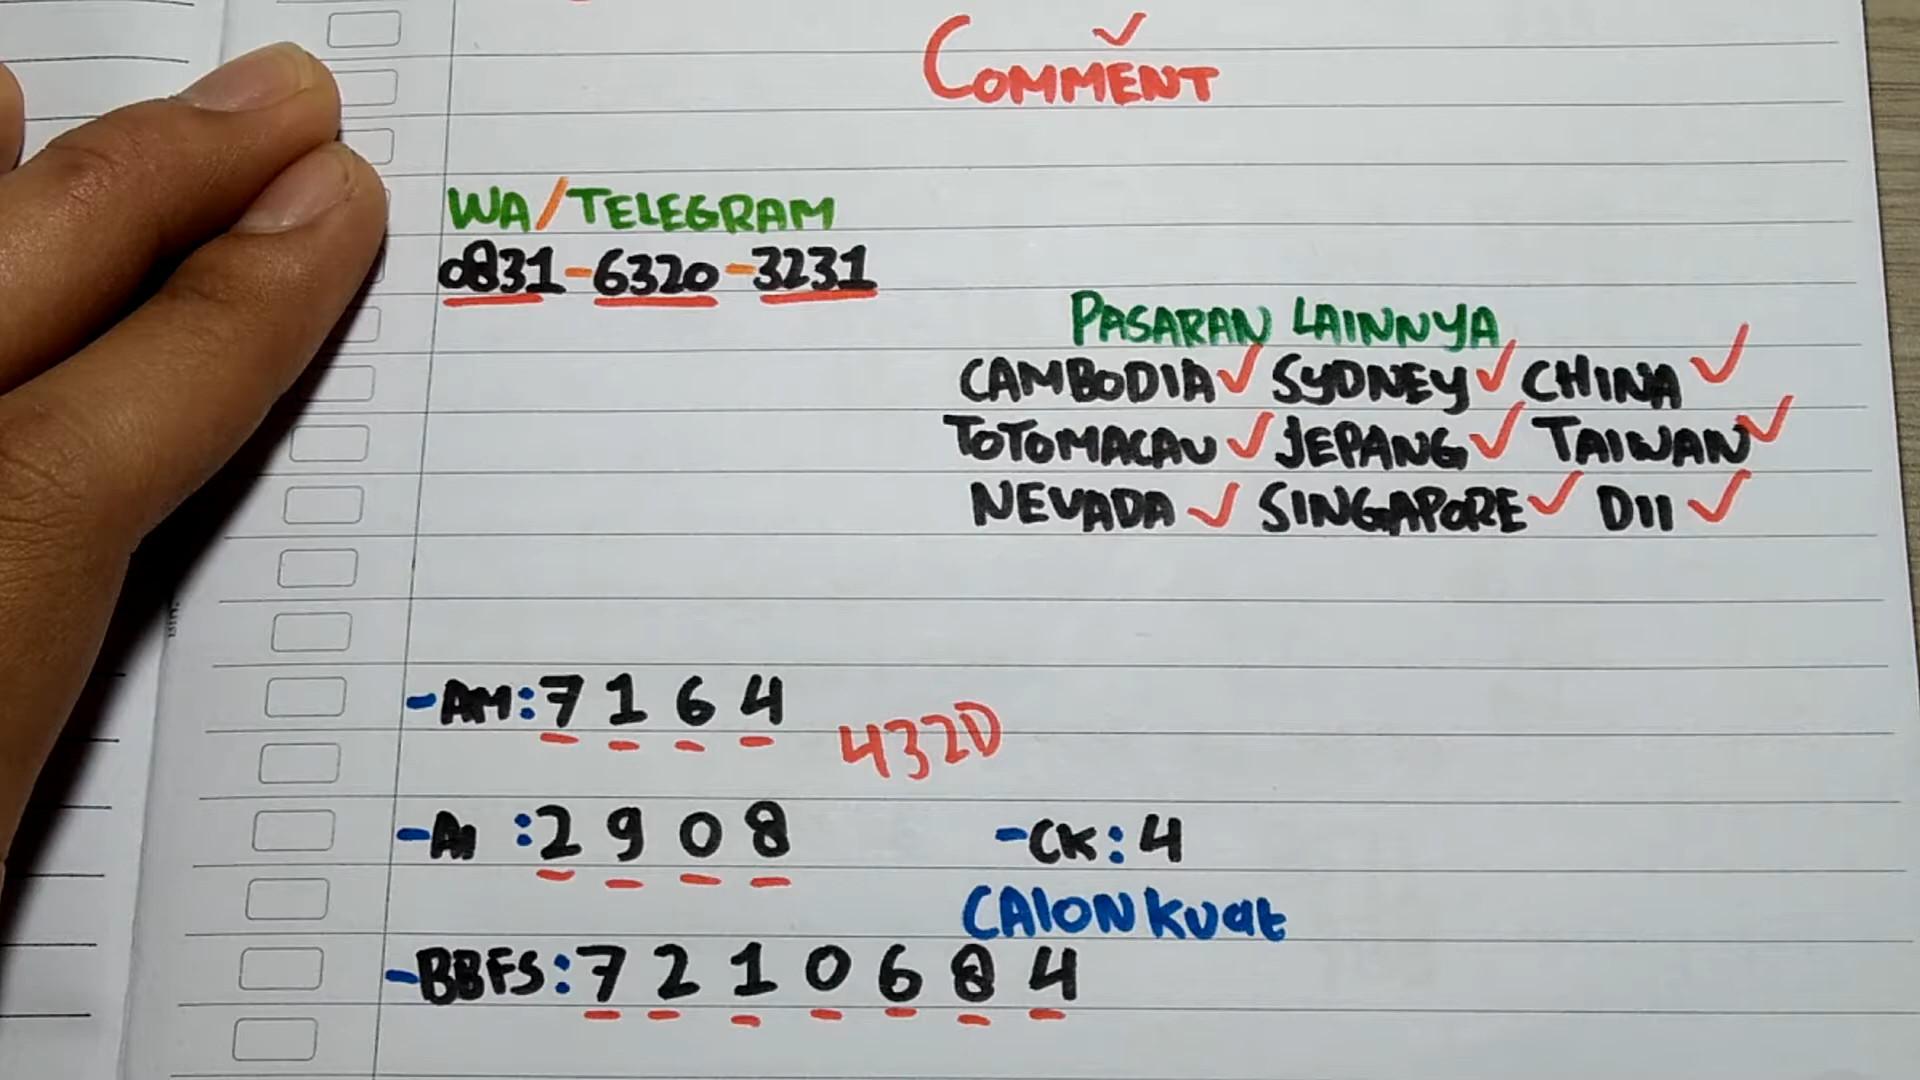 COMMENT
WA/TELEGRAM
0831-6320-3231
PASARAN LAINNYA
CAMBODIA ✓ SYDNEY ✓ CHINA ✓
TOTOMACAU ✓ JEPANG ✓ TAIWAN ✓
NEVADA ✓ SINGAPORE ✓ Dll ✓
-AM: 7 1 6 4
432D
-AI : 2 9 0 8
-CK: 4
CALON KUAt
-BBFS: 7 2 1 0 6 8 4